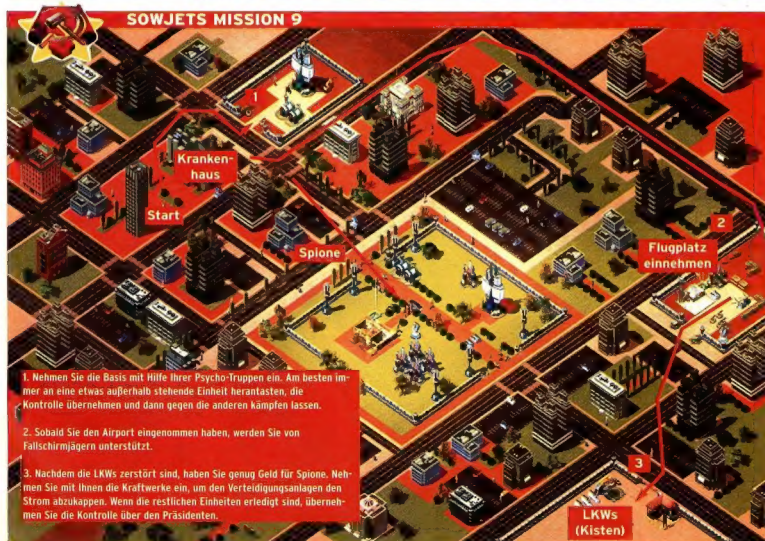 SOWJETS MISSION 9
1
Kranken-
haus
Start
Spione
2
Flugplatz
einnehmen
1. Nehmen Sie die Basis mit Hilfe Ihrer Psycho-Truppen ein. Am besten im-
mer an eine etwas außerhalb stehende Einheit herantasten, die
Kontrolle übernehmen und dann gegen die anderen kämpfen lassen.
2. Sobald Sie den Airport eingenommen haben, werden Sie von
Fallschirmjägern unterstützt.
3. Nachdem die LKWs zerstört sind, haben Sie genug Geld für Spione. Neh-
men Sie mit Ihnen die Kraftwerke ein, um den Verteidigungsanlagen den
Strom abzukappen. Wenn die restlichen Einheiten erledigt sind, überneh-
men Sie die Kontrolle über den Präsidenten.
3
LKWs
(Kisten)